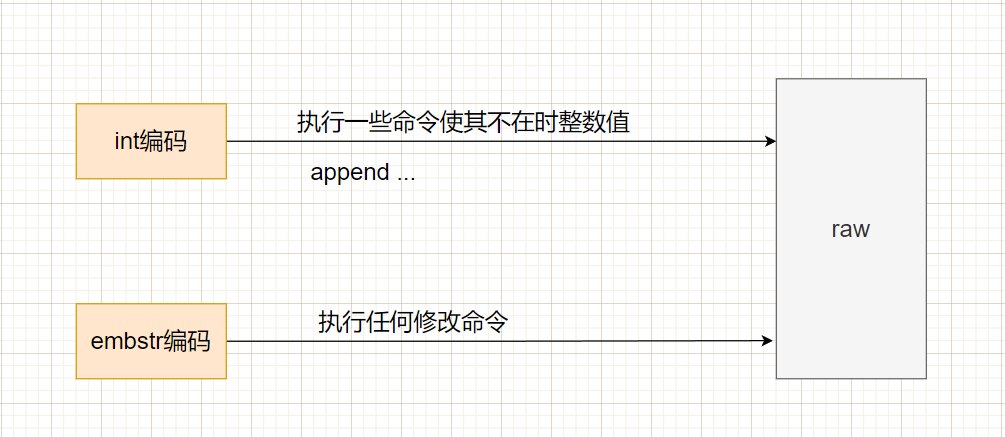 int编码
执行一些命令使其不在时整数值
append ...
raw
embstr编码
执行任何修改命令